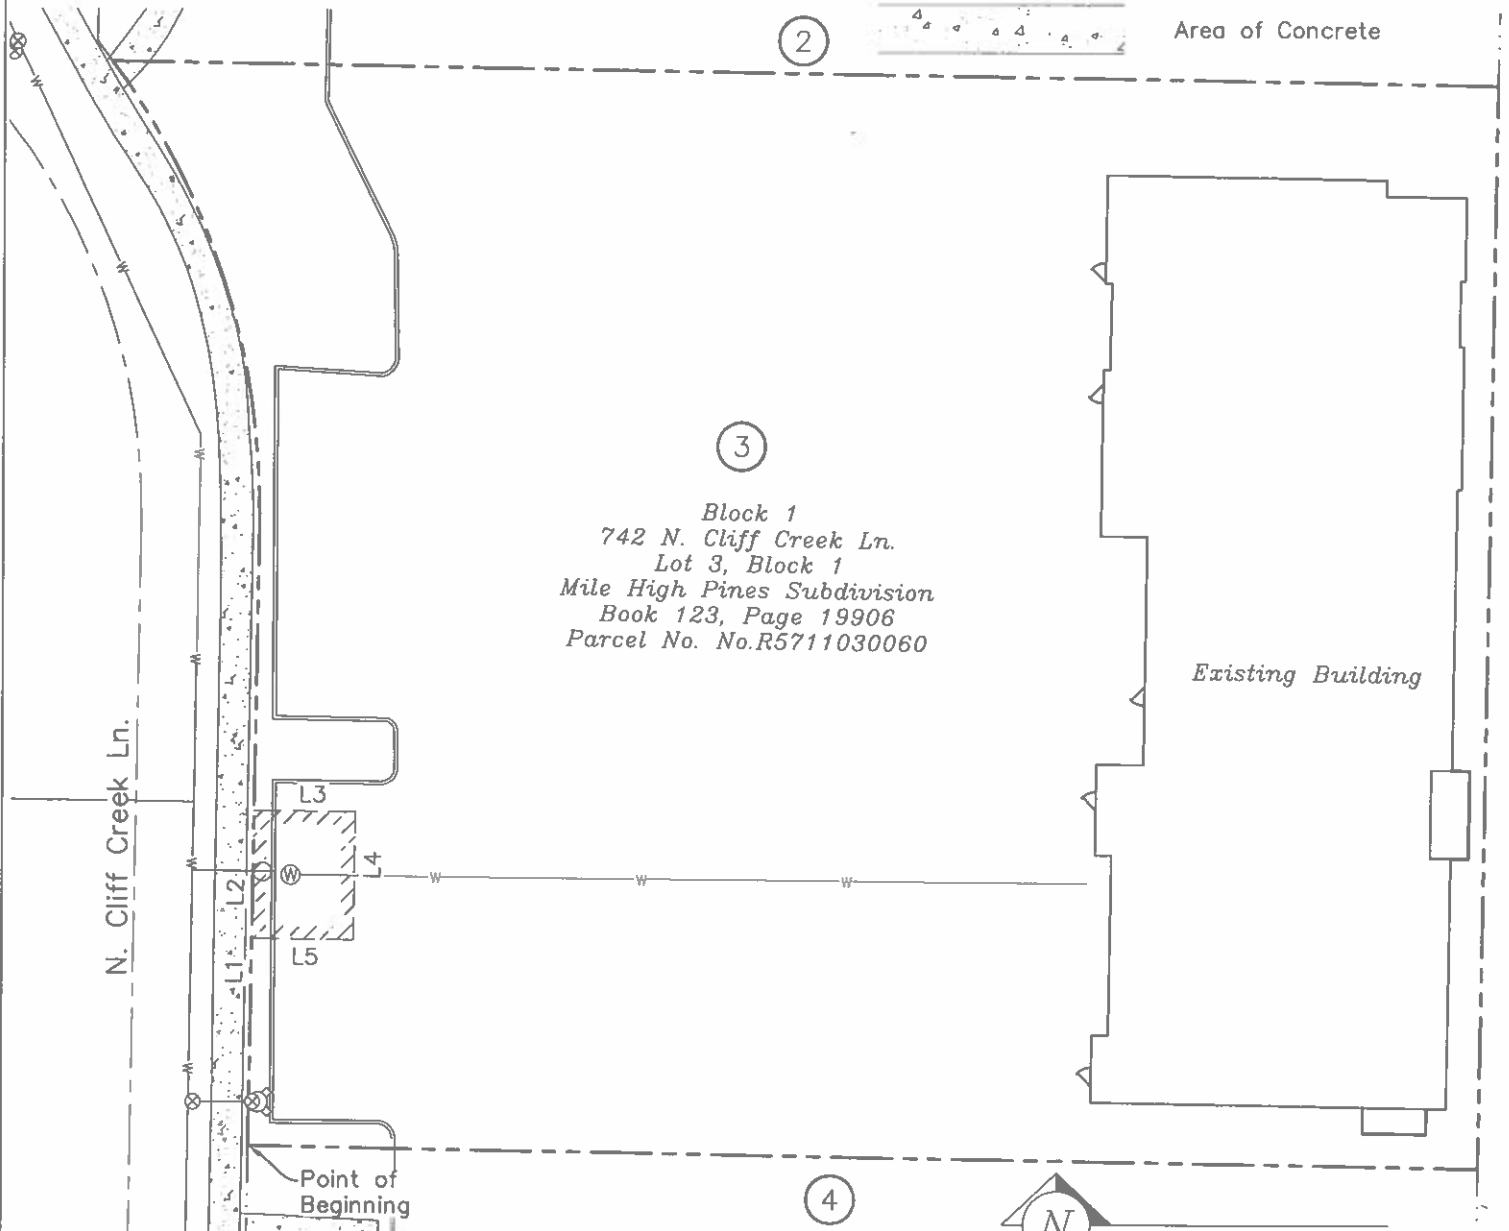 2
Area of Concrete
3
Block 1
742 N. Cliff Creek Ln.
Lot 3, Block 1
Mile High Pines Subdivision
Book 123, Page 19906
Parcel No. No.R5711030060
Existing Building
N. Cliff Creek Ln.
L3
L4
L2
W
W
W
W
L5
L1
W
W
W
W
W
W
Point of
Beginning
4
N